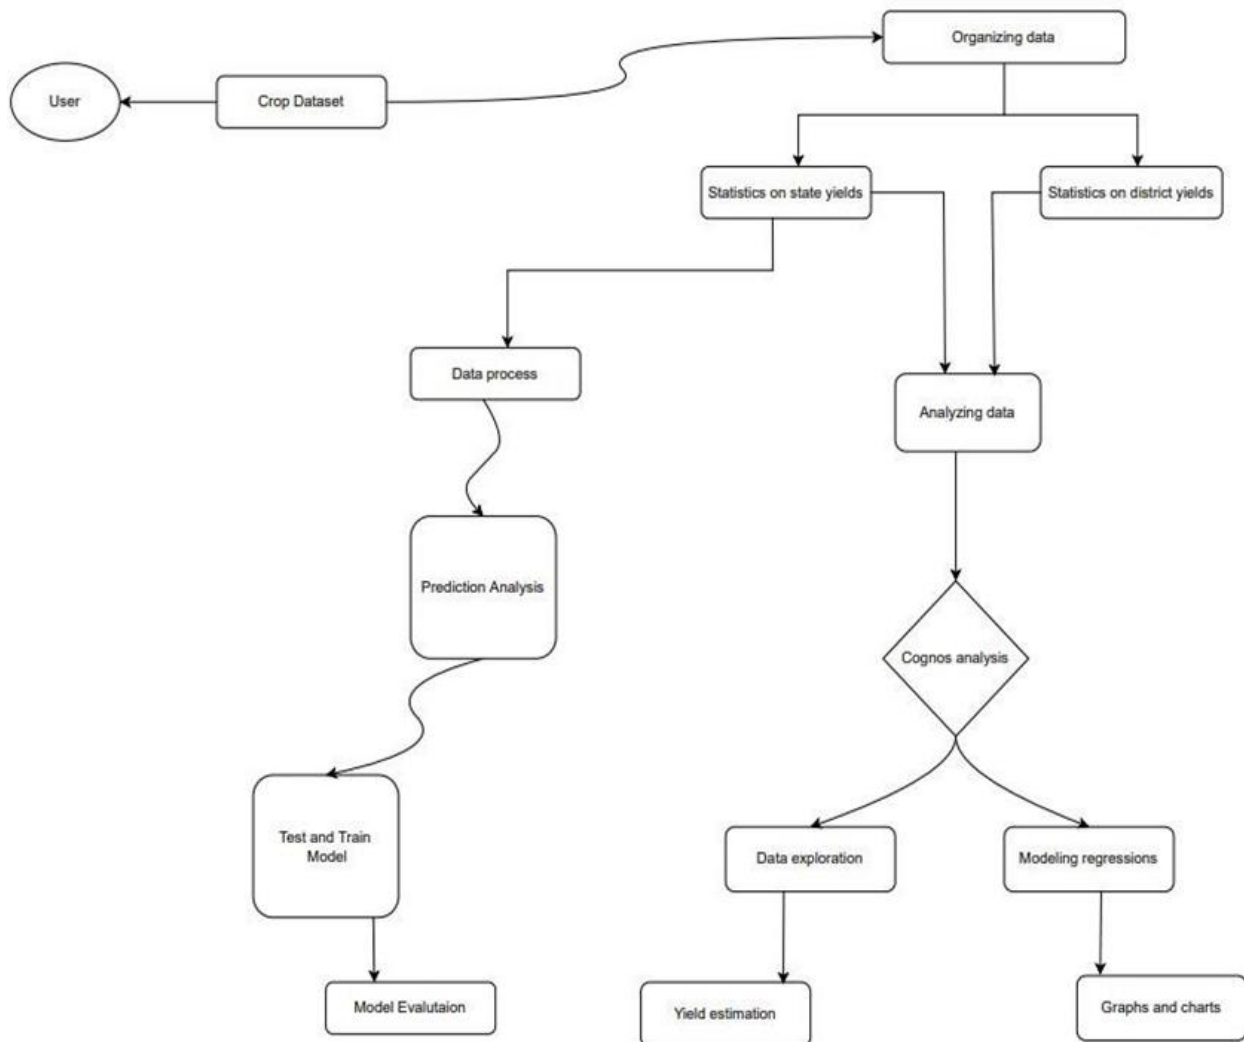 Organizing data
User
Crop Dataset
Statistics on state yields
Statistics on district yields
Data process
Analyzing data
Prediction Analysis
Cognos analysis
Test and Train
Model
Data exploration
Modeling regressions
Model Evalutaion
Yield estimation
Graphs and charts